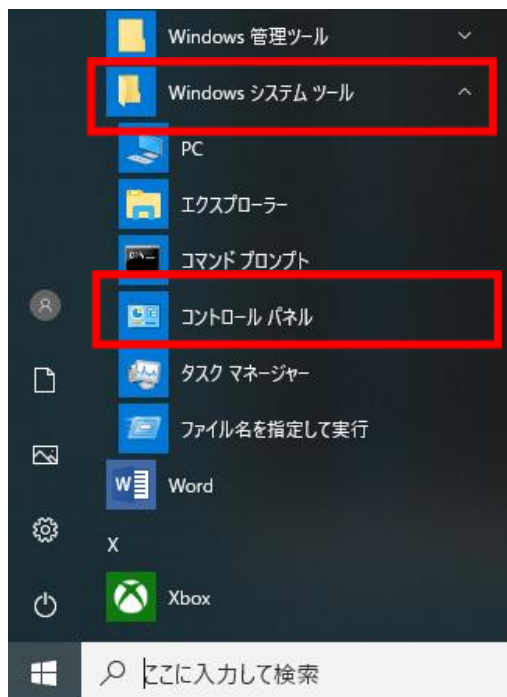 Windows 管理ツール
Windows システム ツール
PC
エクスプローラー
コマンド プロンプト
コントロール パネル
タスク マネージャー
ファイル名を指定して実行
Word
X
Xbox
ここに入力して検索